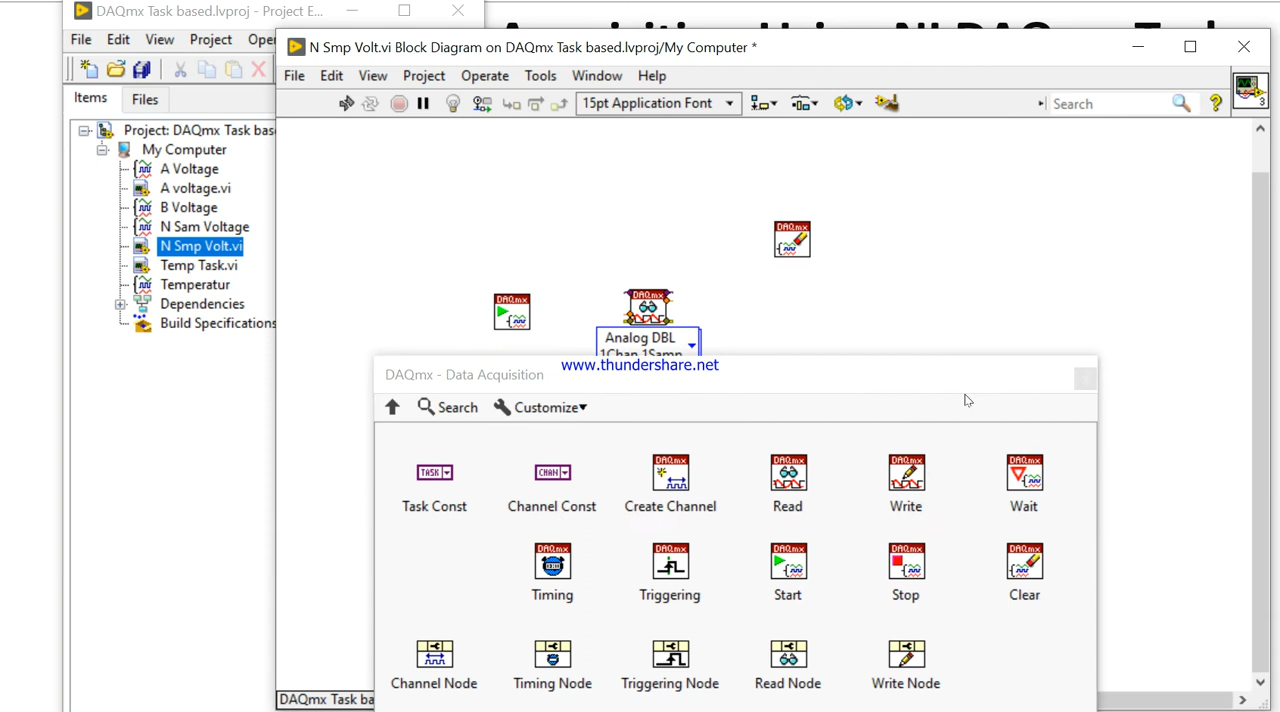 DAQmx Task based.lvproj - Project E...
File Edit View Project Oper
Items Files
Project: DAQmx Task base
My Computer
A Voltage
A voltage.vi
B Voltage
N Sam Voltage
N Smp Volt.vi
Temp Task.vi
Temperatur
Dependencies
Build Specifications
N Smp Volt.vi Block Diagram on DAQmx Task based.lvproj/My Computer *
File Edit View Project Operate Tools Window Help
15pt Application Font
Search
3
DAQmx
DAQmx
DAQmx
Analog DBL
1Chan 1Samp
www.thundershare.net
DAQmx - Data Acquisition
Search Customize
TASK CHAN DAQmx DAQmx DAQmx DAQmx
Task Const Channel Const Create Channel Read Write Wait
DAQmx DAQmx DAQmx DAQmx DAQmx
Timing Triggering Start Stop Clear
Channel Node Timing Node Triggering Node Read Node Write Node
DAQmx Task ba